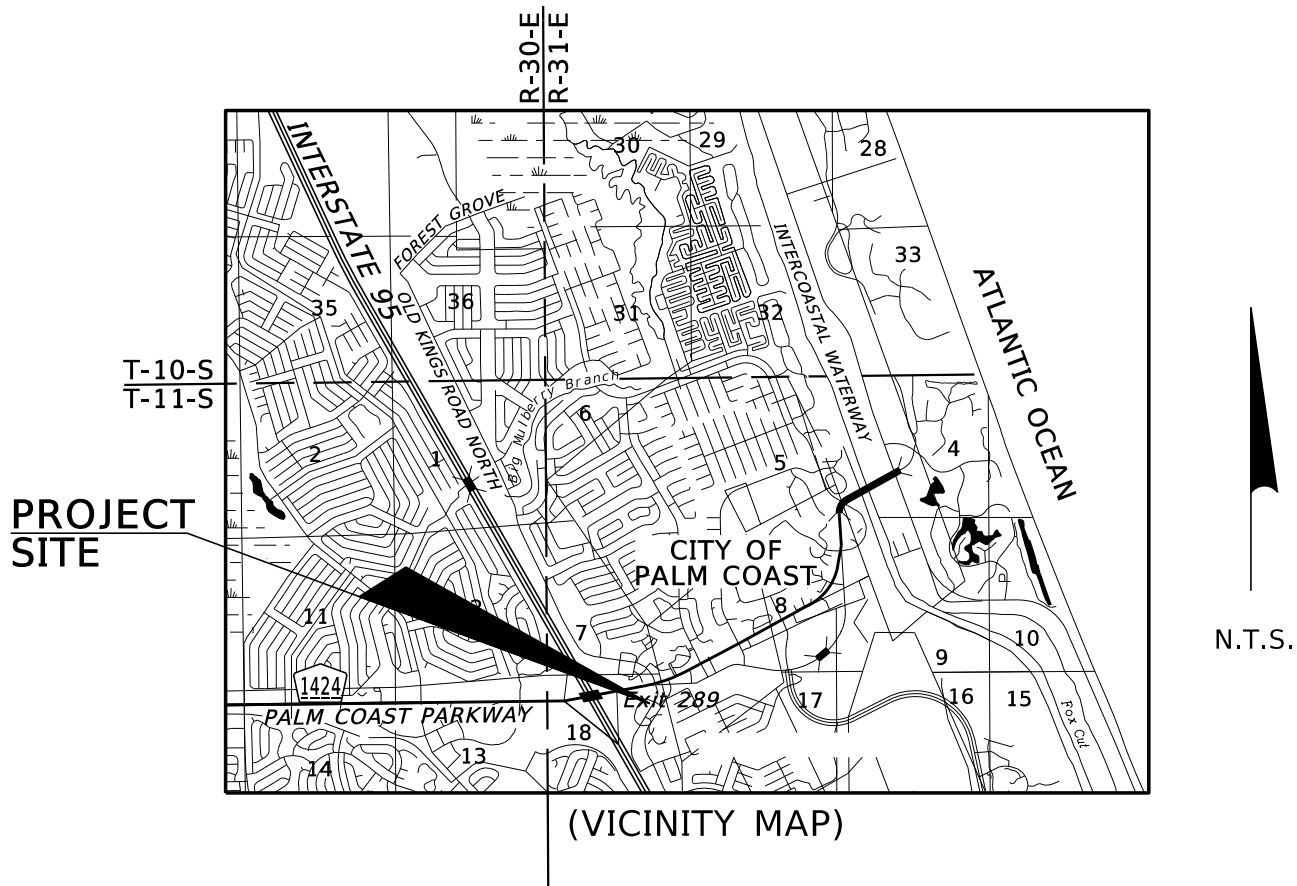 R-30-E
R-31-E
INTERSTATE 95
30
29
28
FOREST GROVE
INTERCOASTAL WATERWAY
33
35
OLD KINGS ROAD NORTH
36
31
32
ATLANTIC OCEAN
T-10-S
T-11-S
Big Mulberry Branch
6
2
1
5
4
PROJECT
SITE
CITY OF
PALM COAST
11
7
8
10
9
N.T.S.
1424
Exit 289
17
16
15
PALM COAST PARKWAY
18
Fox Cut
13
14
(VICINITY MAP)